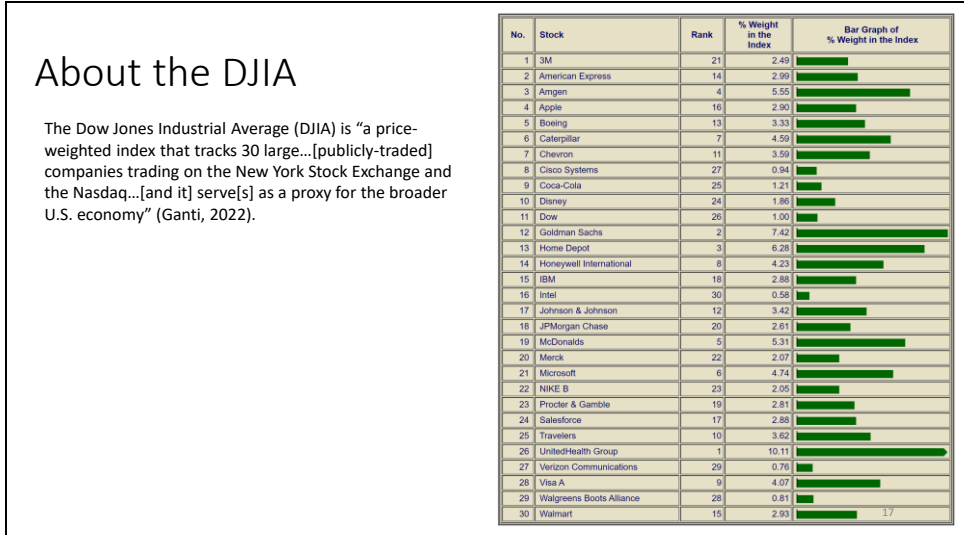 About the DJIA
The Dow Jones Industrial Average (DJIA) is “a price-
weighted index that tracks 30 large…[publicly-traded]
companies trading on the New York Stock Exchange and
the Nasdaq…[and it] serve[s] as a proxy for the broader
U.S. economy” (Ganti, 2022).
No. Stock Rank % Weight in the Index Bar Graph of % Weight in the Index
1 3M 21 2.49
2 American Express 14 2.99
3 Amgen 4 5.55
4 Apple 16 2.90
5 Boeing 13 3.33
6 Caterpillar 7 4.59
7 Chevron 11 3.59
8 Cisco Systems 27 0.94
9 Coca-Cola 25 1.21
10 Disney 24 1.86
11 Dow 26 1.00
12 Goldman Sachs 2 7.42
13 Home Depot 3 6.28
14 Honeywell International 8 4.23
15 IBM 18 2.88
16 Intel 30 0.58
17 Johnson & Johnson 12 3.42
18 JPMorgan Chase 20 2.61
19 McDonalds 5 5.31
20 Merck 22 2.07
21 Microsoft 6 4.74
22 NIKE B 23 2.05
23 Procter & Gamble 19 2.81
24 Salesforce 17 2.88
25 Travelers 10 3.62
26 UnitedHealth Group 1 10.11
27 Verizon Communications 29 0.76
28 Visa A 9 4.07
29 Walgreens Boots Alliance 28 0.81
30 Walmart 15 2.93
17